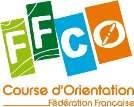 FFCO
Course d'Orientation
Fédération Française